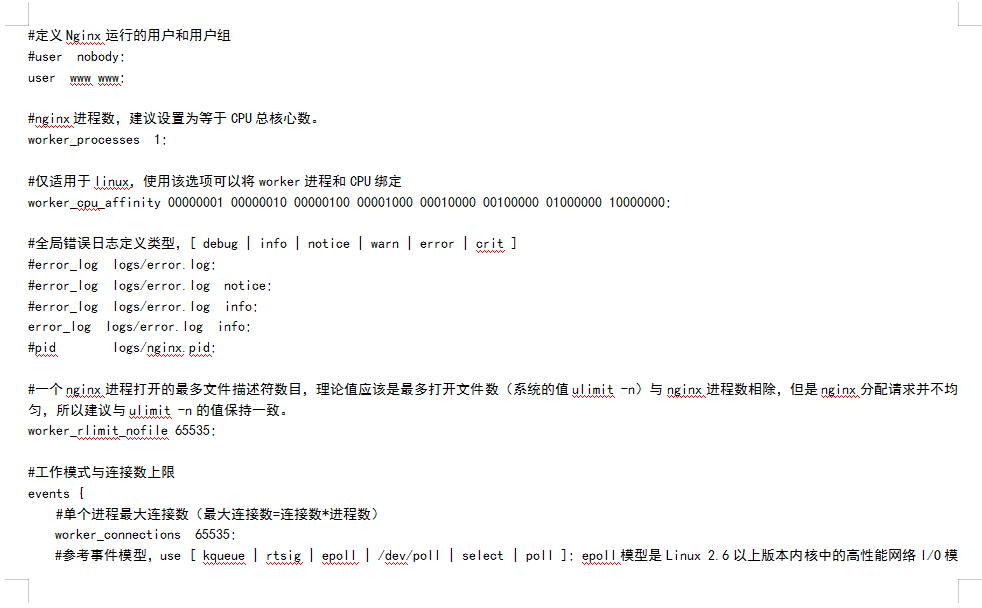 #定义 Nginx 运行的用户和用户组
#user  nobody;
user  www www;
#nginx 进程数，建议设置为等于 CPU 总核心数。
worker_processes  1;
#仅适用于 linux，使用该选项可以将 worker 进程和 CPU 绑定
worker_cpu_affinity 00000001 00000010 00000100 00001000 00010000 00100000 01000000 10000000;
#全局错误日志定义类型，[ debug | info | notice | warn | error | crit ]
#error_log  logs/error.log;
#error_log  logs/error.log  notice;
#error_log  logs/error.log  info;
error_log  logs/error.log  info;
#pid        logs/nginx.pid;
#一个 nginx 进程打开的最多文件描述符数目，理论值应该是最多打开文件数（系统的值 ulimit -n）与 nginx 进程数相除，但是 nginx 分配请求并不均
匀，所以建议与 ulimit -n 的值保持一致。
worker_rlimit_nofile 65535;
#工作模式与连接数上限
events {
    #单个进程最大连接数（最大连接数=连接数*进程数）
    worker_connections  65535;
    #参考事件模型，use [ kqueue | rtsig | epoll | /dev/poll | select | poll ]; epoll 模型是 Linux 2.6 以上版本内核中的高性能网络 I/O 模